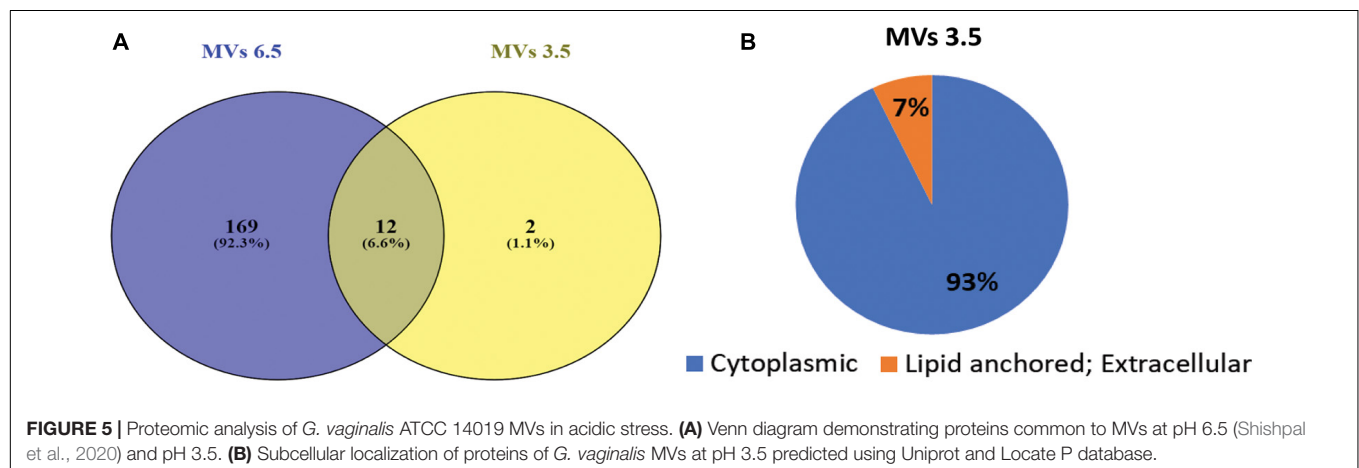 A
MVs 6.5
MVs 3.5
169
(92.3%)
12
(6.6%)
2
(1.1%)
B
MVs 3.5
7%
93%
Cytoplasmic
Lipid anchored; Extracellular
FIGURE 5 | Proteomic analysis of G. vaginalis ATCC 14019 MVs in acidic stress. (A) Venn diagram demonstrating proteins common to MVs at pH 6.5 (Shishpal
et al., 2020) and pH 3.5. (B) Subcellular localization of proteins of G. vaginalis MVs at pH 3.5 predicted using Uniprot and Locate P database.